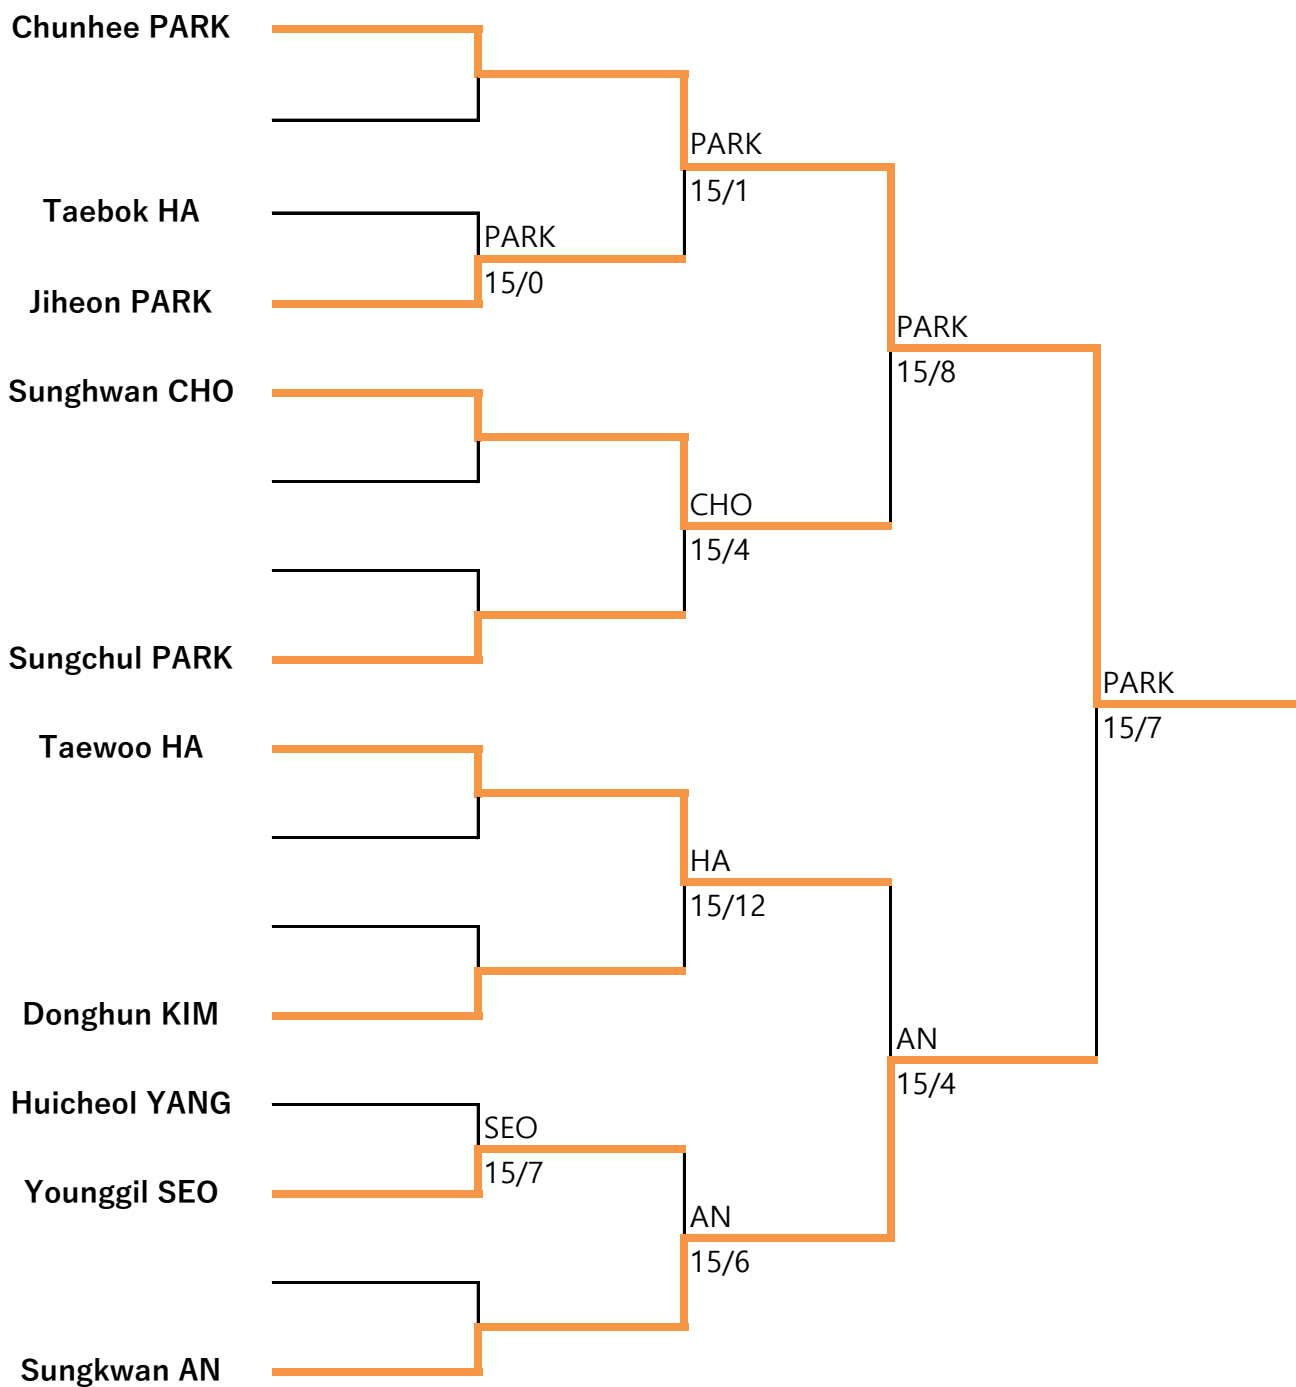 Chunhee PARK
PARK
15/1
Taebok HA
PARK
15/0
Jiheon PARK
PARK
15/8
Sunghwan CHO
CHO
15/4
Sungchul PARK
PARK
15/7
Taewoo HA
HA
15/12
Donghun KIM
AN
15/4
Huicheol YANG
SEO
15/7
Younggil SEO
AN
15/6
Sungkwan AN